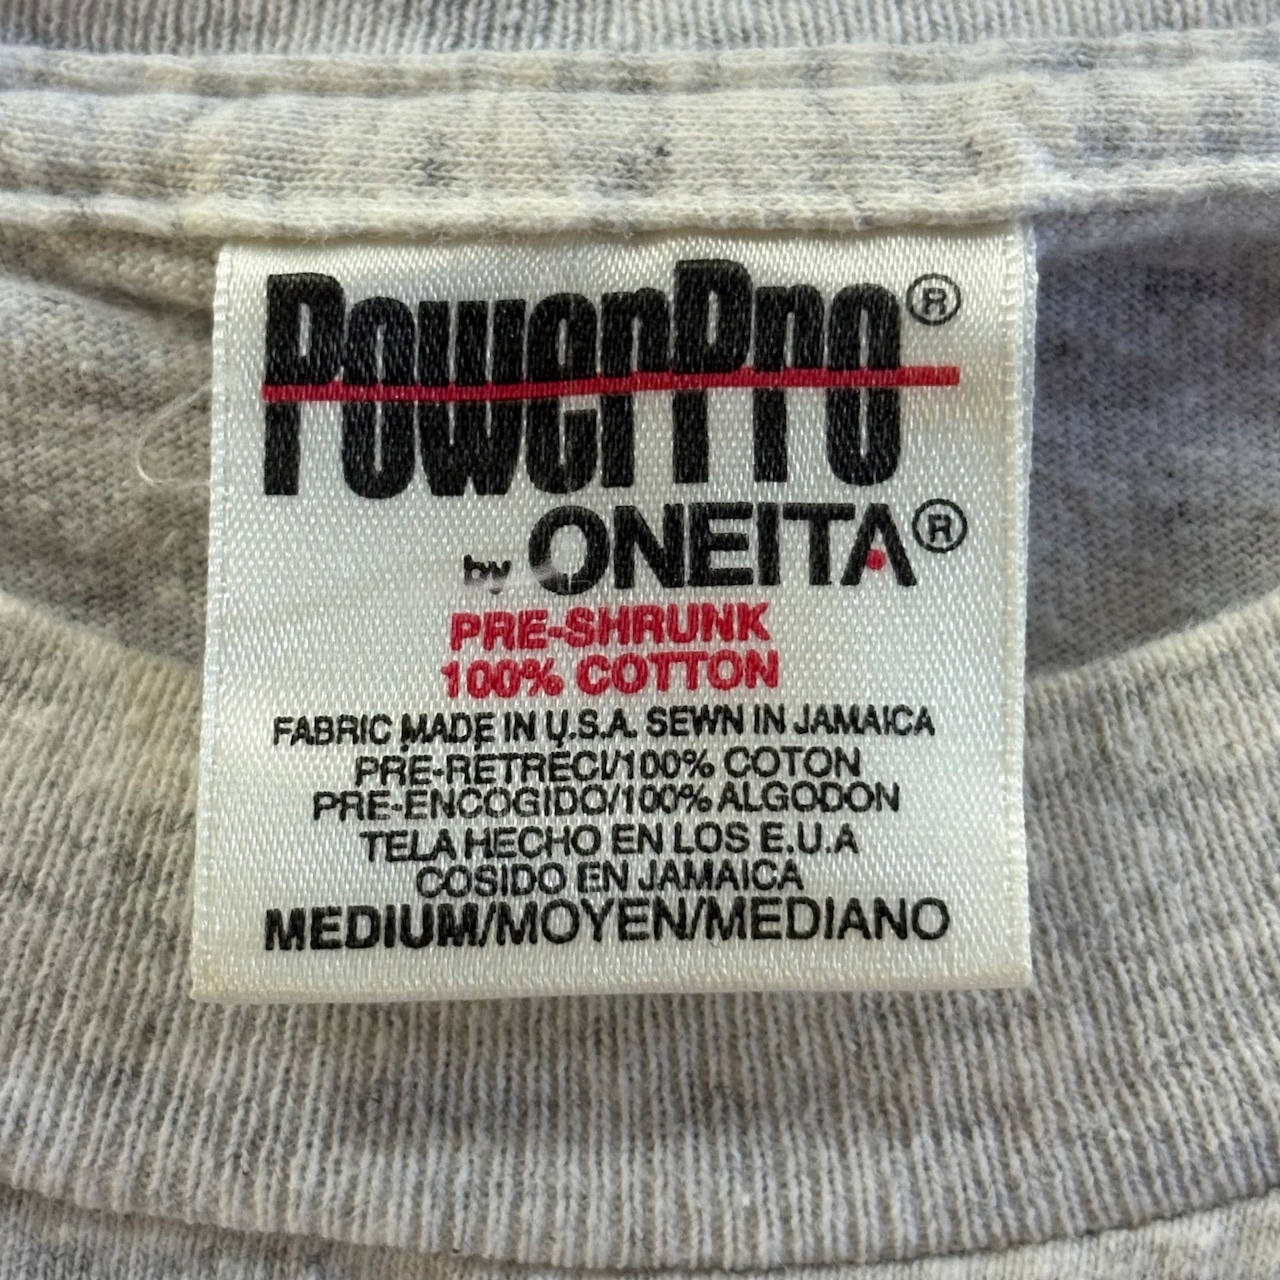 PowerPro®
by ONEITA®
PRE-SHRUNK
100% COTTON
FABRIC MADE IN U.S.A. SEWN IN JAMAICA
PRE-RETRECI/100% COTON
PRE-ENCOGIDO/100% ALGODON
TELA HECHO EN LOS E.U.A
COSIDO EN JAMAICA
MEDIUM/MOYEN/MEDIANO